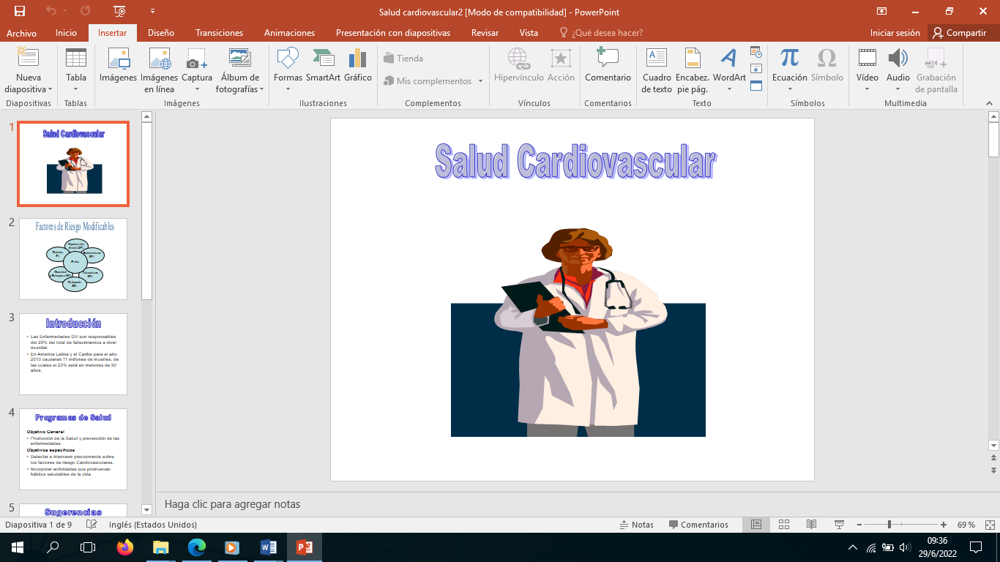 Salud cardiovascular2 [Modo de compatibilidad] - PowerPoint
Archivo Inicio Insertar Diseño Transiciones Animaciones Presentación con diapositivas Revisar Vista ¿Qué desea hacer? Iniciar sesión Compartir
Nueva diapositiva
Tabla
Imágenes
Imágenes en línea
Captura
Álbum de fotografías
Formas
SmartArt
Gráfico
Tienda
Mis complementos
Hipervínculo
Acción
Comentario
Cuadro de texto
Encabez. pie pág.
WordArt
Ecuación
Símbolo
Vídeo
Audio
Grabación de pantalla
Diapositivas Tablas Imágenes Ilustraciones Complementos Vínculos Comentarios Texto Símbolos Multimedia
1
Salud Cardiovascular
2
Factores de Riesgo Modificables
3
Introducción
• Las Enfermedades CV son responsables
del 29% del total de fallecimientos a nivel
mundial.
• En America Latina y el Caribe para el año
2010 causaran 11 millones de muertes, de
las cuales el 23% será en menores de 50
años.
4
Programas de Salud
Objetivo General
• Promoción de la Salud y prevención de las
enfermedades.
Objetivos específicos
• Detectar e intervenir precozmente sobre
los factores de riesgo Cardiovasculares.
• Incorporar actividades que promuevan
hábitos saludables de la vida.
5
Sugerencias
Salud Cardiovascular
Haga clic para agregar notas
Diapositiva 1 de 9 Inglés (Estados Unidos) Notas Comentarios 69 %
W
P
09:36
29/6/2022